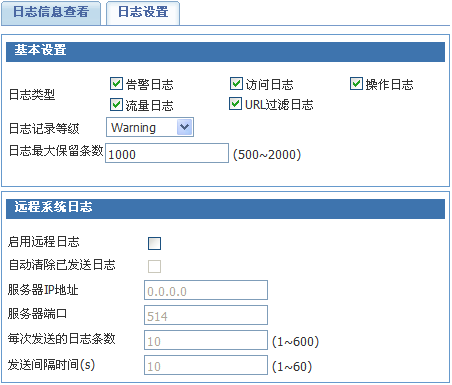 日志信息查看 日志设置
基本设置
日志类型 告警日志 访问日志 操作日志
流量日志 URL过滤日志
日志记录等级 Warning
日志最大保留条数 1000 (500~2000)
远程系统日志
启用远程日志
自动清除已发送日志
服务器IP地址 0.0.0.0
服务器端口 514
每次发送的日志条数 10 (1~600)
发送间隔时间(s) 10 (1~60)